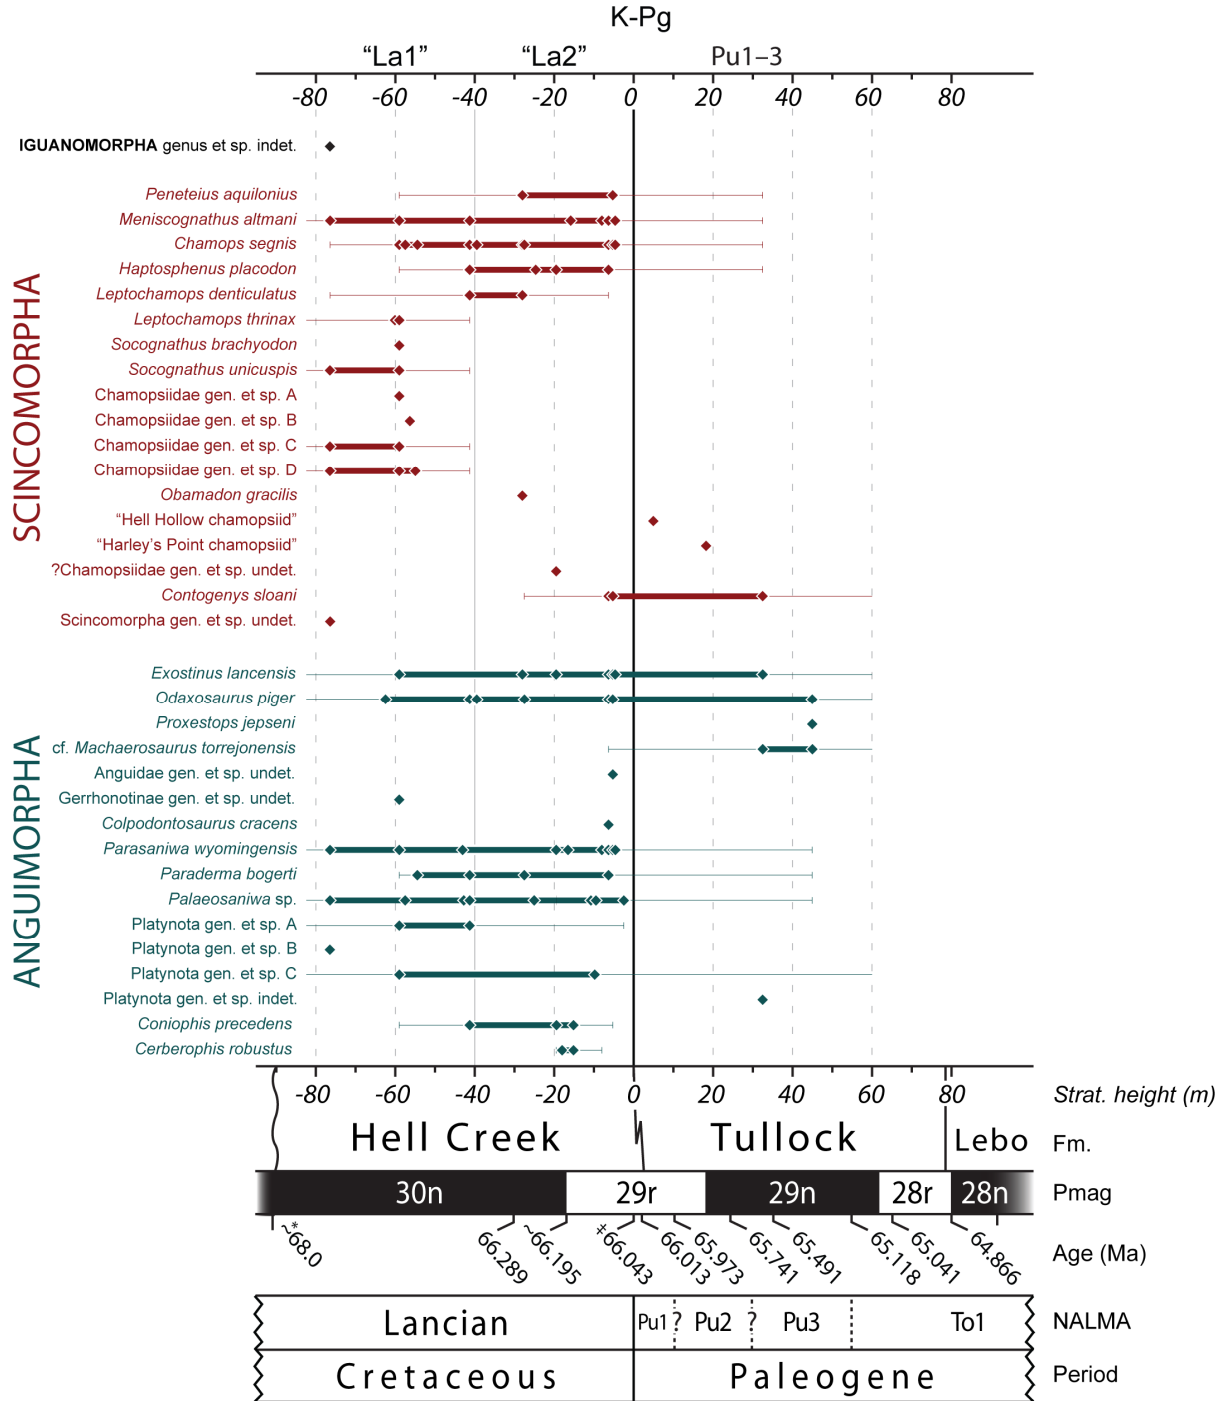 K-Pg
“La1” “La2” Pu1–3
-80 -60 -40 -20 0 20 40 60 80
IGUANOMORPHA genus et sp. indet.
SCINCOMORPHA
Peneteius aquilonius
Meniscognathus altmani
Chamops segnis
Haptosphenus placodon
Leptochamops denticulatus
Leptochamops thrinax
Socognathus brachyodon
Socognathus unicuspis
Chamopsiidae gen. et sp. A
Chamopsiidae gen. et sp. B
Chamopsiidae gen. et sp. C
Chamopsiidae gen. et sp. D
Obamadon gracilis
“Hell Hollow chamopsiid”
“Harley’s Point chamopsiid”
?Chamopsiidae gen. et sp. undet.
Contogenys sloani
Scincomorpha gen. et sp. undet.
ANGUIMORPHA
Exostinus lancensis
Odaxosaurus piger
Proxestops jepseni
cf. Machaerosaurus torrejonensis
Anguidae gen. et sp. undet.
Gerrhonotinae gen. et sp. undet.
Colpodontosaurus cracens
Parasaniwa wyomingensis
Paraderma bogerti
Palaeosaniwa sp.
Platynota gen. et sp. A
Platynota gen. et sp. B
Platynota gen. et sp. C
Platynota gen. et sp. indet.
Coniophis precedens
Cerberophis robustus
-80 -60 -40 -20 0 20 40 60 80 Strat. height (m)
Hell Creek Tullock Lebo Fm.
30n 29r 29n 28r 28n Pmag
~*68.0 66.289 ~66.195 ‡66.043 66.013 65.973 65.741 65.491 65.118 65.041 64.866 Age (Ma)
Lancian Pu1 ? Pu2 ? Pu3 To1 NALMA
Cretaceous Paleogene Period